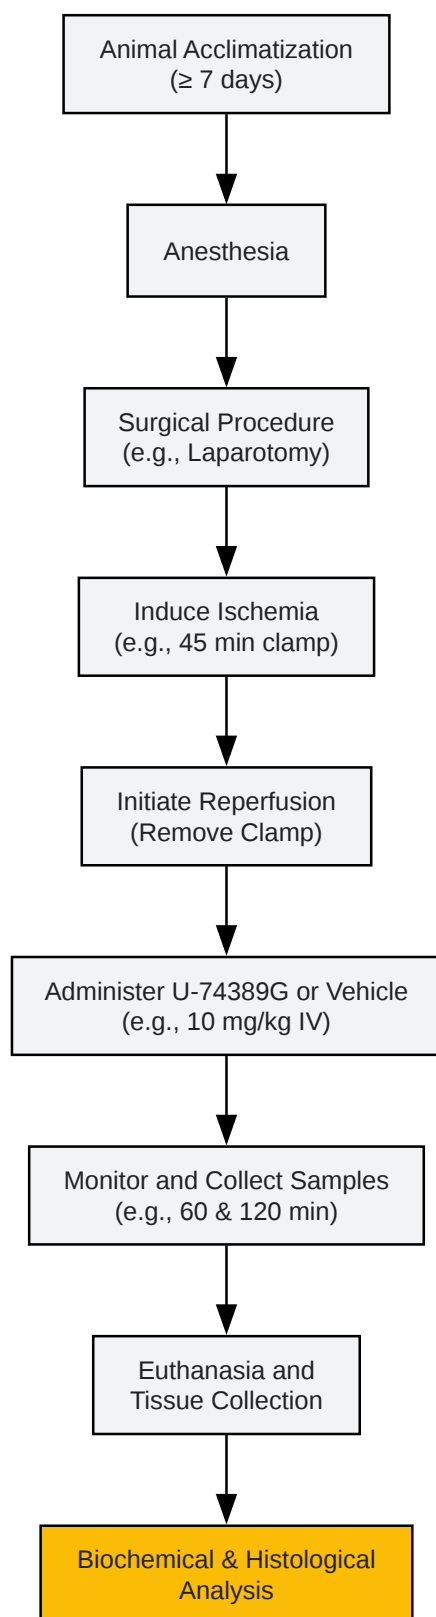 Animal Acclimatization
(≥ 7 days)
Anesthesia
Surgical Procedure
(e.g., Laparotomy)
Induce Ischemia
(e.g., 45 min clamp)
Initiate Reperfusion
(Remove Clamp)
Administer U-74389G or Vehicle
(e.g., 10 mg/kg IV)
Monitor and Collect Samples
(e.g., 60 & 120 min)
Euthanasia and
Tissue Collection
Biochemical & Histological
Analysis